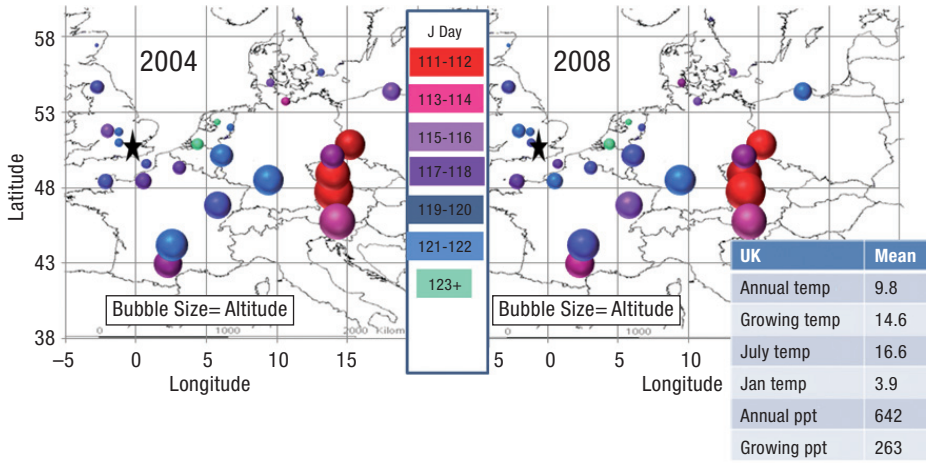 58
53
48
43
38
Latitude
2004
Bubble Size= Altitude
0 1000 2000
−5 0 5 10 15
Longitude
J Day
111-112
113-114
115-116
117-118
119-120
121-122
123+
2008
Bubble Size= Altitude
0 1000
5 0 5 10
Longitude
UK Mean
Annual temp 9.8
Growing temp 14.6
July temp 16.6
Jan temp 3.9
Annual ppt 642
Growing ppt 263